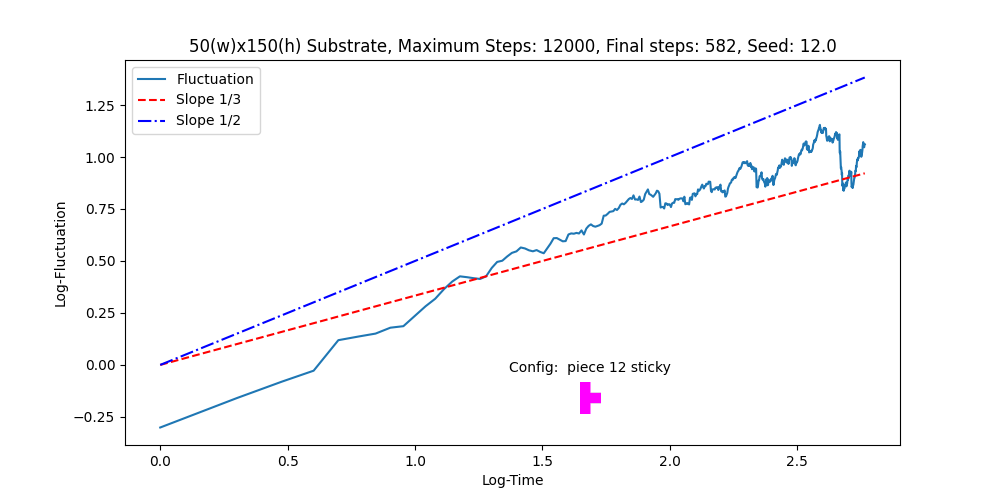 50(w)x150(h) Substrate, Maximum Steps: 12000, Final steps: 582, Seed: 12.0
Fluctuation
Slope 1/3
Slope 1/2
1.25
1.00
0.75
0.50
0.25
0.00
−0.25
Log-Fluctuation
Config:  piece 12 sticky
0.0 0.5 1.0 1.5 2.0 2.5
Log-Time